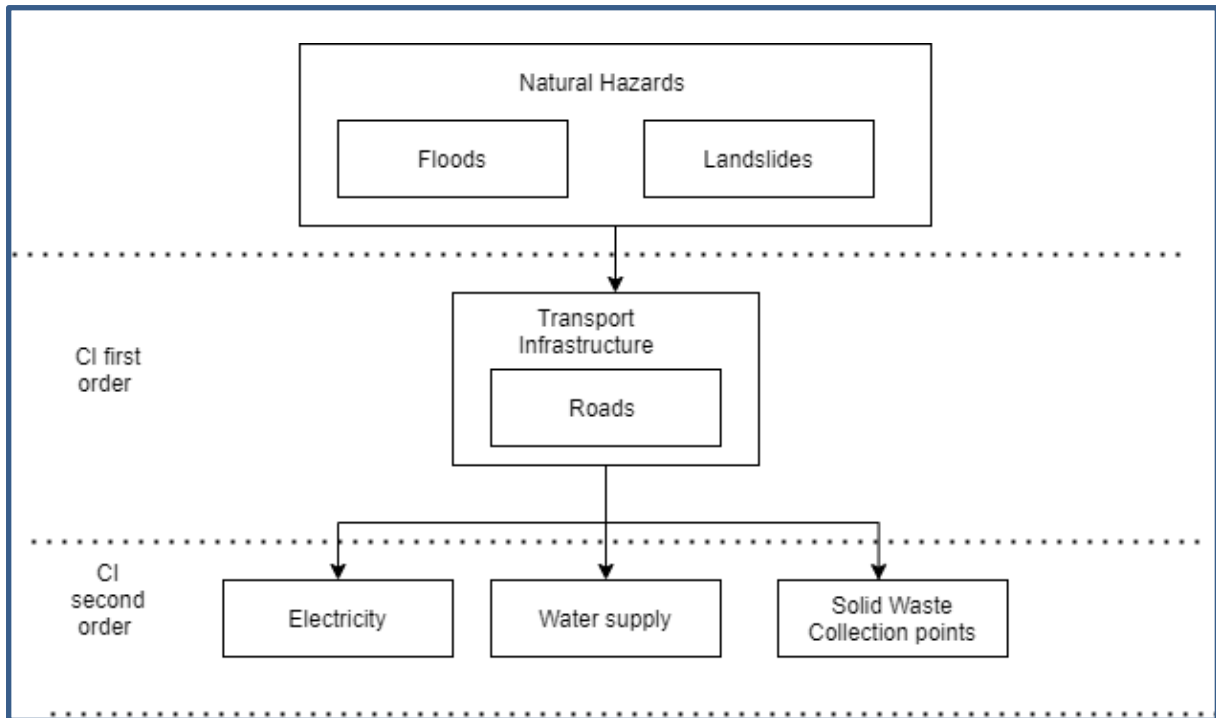 Natural Hazards
Floods
Landslides
CI first
order
Transport
Infrastructure
Roads
CI
second
order
Electricity
Water supply
Solid Waste
Collection points